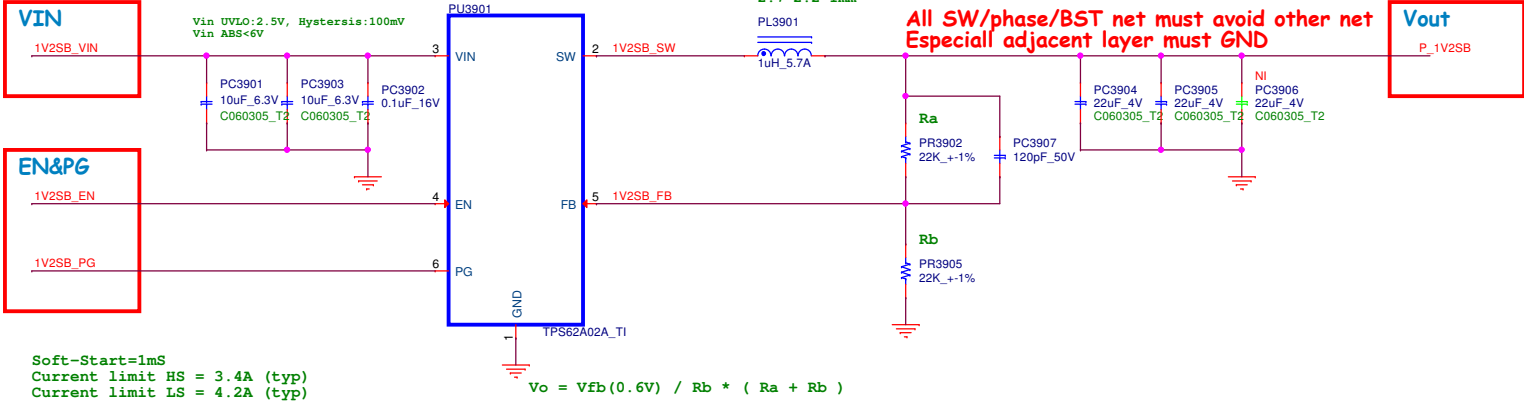 VIN
Vin UVLO:2.5V, Hystersis:100mV
Vin ABS<6V
1V2SB_VIN
PC3901
10uF_6.3V
C060305_T2
PC3903
10uF_6.3V
C060305_T2
PC3902
0.1uF_16V
EN&PG
1V2SB_EN
1V2SB_PG
PU3901
3
VIN
4
EN
6
PG
SW
2
FB
5
GND
1
TPS62A02A_TI
1V2SB_SW
PL3901
1uH_5.7A
1V2SB_FB
All SW/phase/BST net must avoid other net
Especiall adjacent layer must GND
Ra
PR3902
22K_+-1%
PC3907
120pF_50V
Rb
PR3905
22K_+-1%
PC3904
22uF_4V
C060305_T2
PC3905
22uF_4V
C060305_T2
NI
PC3906
22uF_4V
C060305_T2
Vout
P_1V2SB
Soft-Start=1mS
Current limit HS = 3.4A (typ)
Current limit LS = 4.2A (typ)
Vo = Vfb(0.6V) / Rb * ( Ra + Rb )